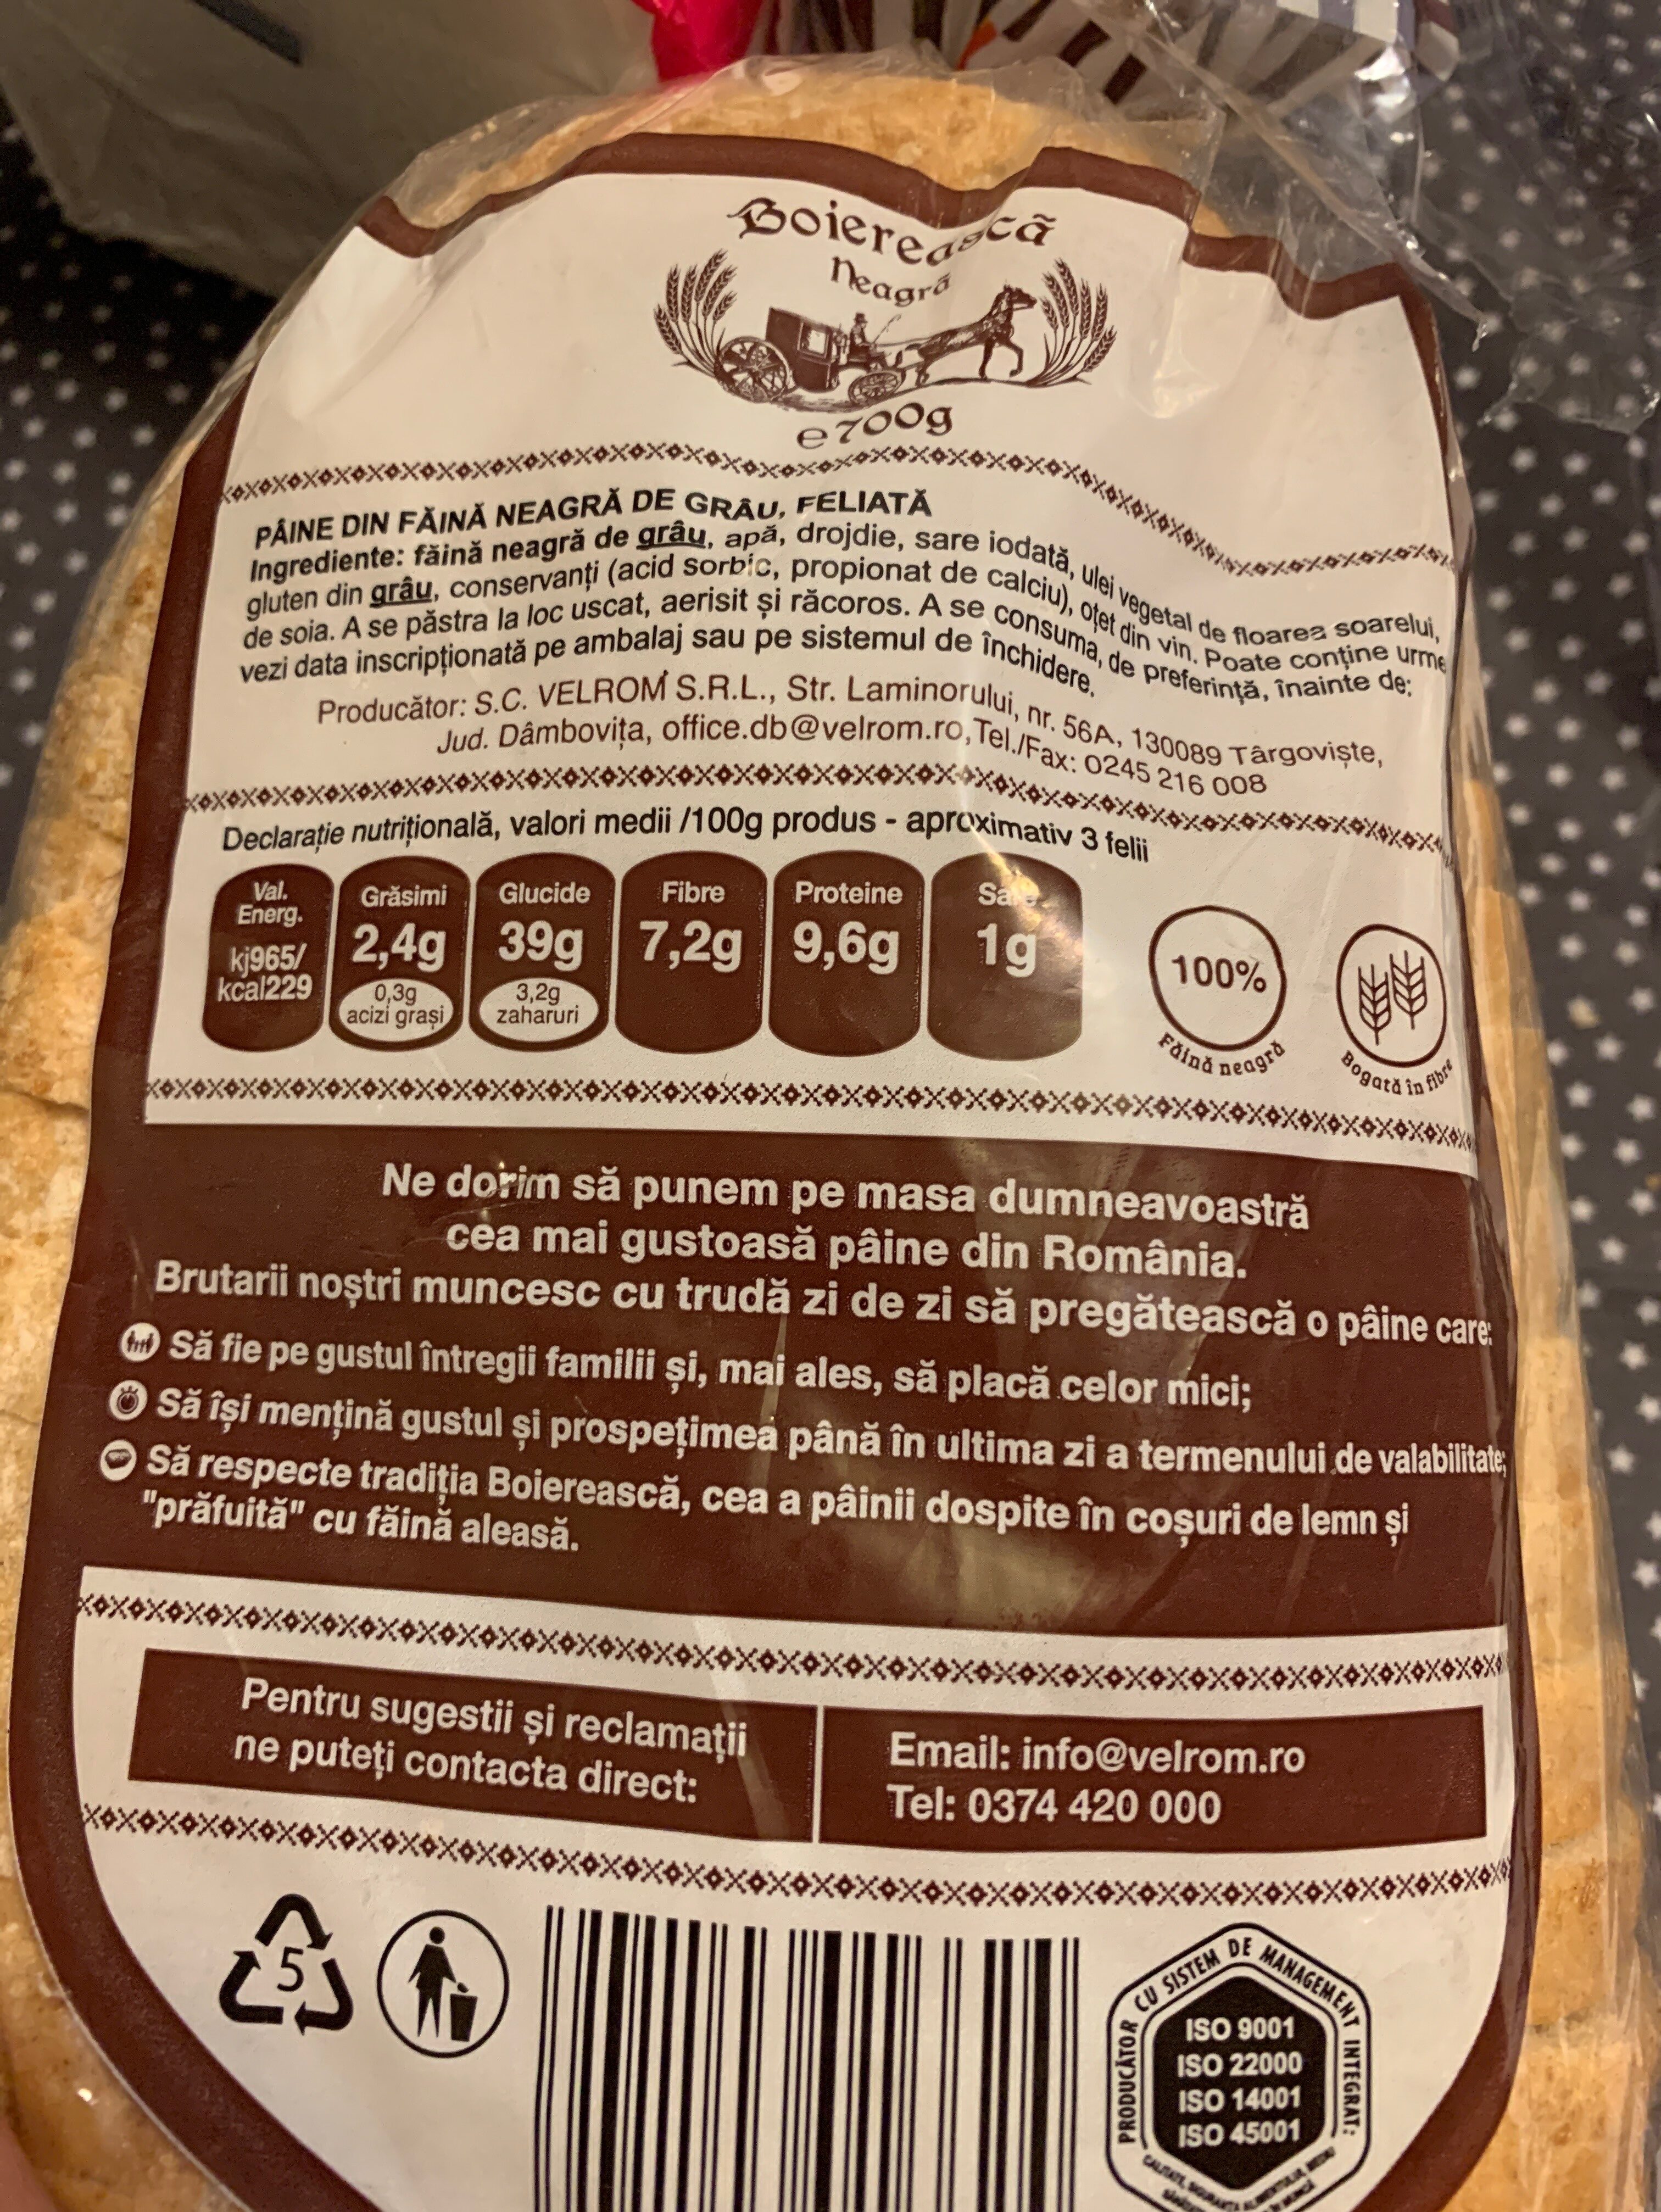 Boierească
Neagră
e700g
PÂINE DIN FĂINĂ NEAGRĂ DE GRÂU, FELIATĂ
Ingrediente: făină neagră de grâu, apă, drojdie, sare iodată, ulei vegetal de floarea soarelui,
gluten din grâu, conservanți (acid sorbic, propionat de calciu), oțet din vin. Poate conține urme
de soia. A se păstra la loc uscat, aerisit și răcoros. A se consuma, de preferință, înainte de:
vezi data inscripționată pe ambalaj sau pe sistemul de închidere.
Producător: S.C. VELROM S.R.L., Str. Laminorului, nr. 56A, 130089 Târgoviște,
Jud. Dâmbovița, office.db@velrom.ro, Tel./Fax: 0245 216 008
Declarație nutrițională, valori medii /100g produs - aproximativ 3 felii
Val.
Energ.
kj965/
kcal229
Grăsimi
2,4g
0,3g
acizi grași
Glucide
39g
3,2g
zaharuri
Fibre
7,2g
Proteine
9,6g
Sare
1g
100%
Făină neagră
Bogată în fibre
Ne dorim să punem pe masa dumneavoastră
cea mai gustoasă pâine din România.
Brutarii noștri muncesc cu trudă zi de zi să pregătească o pâine care:
Să fie pe gustul întregii familii și, mai ales, să placă celor mici;
Să își mențină gustul și prospețimea până în ultima zi a termenului de valabilitate;
Să respecte tradiția Boierească, cea a pâinii dospite în coșuri de lemn și
"prăfuită" cu făină aleasă.
Pentru sugestii și reclamații
ne puteți contacta direct:
Email: info@velrom.ro
Tel: 0374 420 000
5
PRODUCĂTOR CU SISTEM DE MANAGEMENT INTEGRAT:
ISO 9001
ISO 22000
ISO 14001
ISO 45001
CALITATE, SIGURANȚA ALIMENTULUI, MEDIU